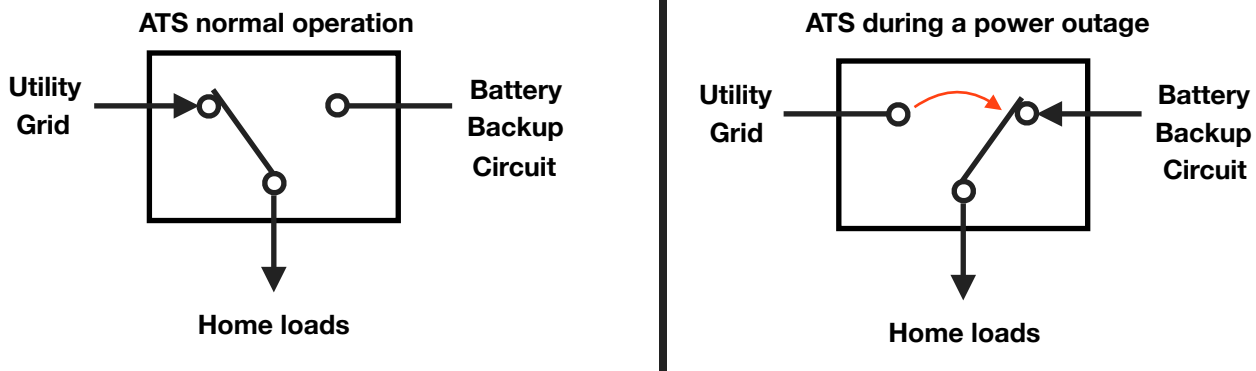 ATS normal operation
Utility
Grid
Battery
Backup
Circuit
Home loads
ATS during a power outage
Utility
Grid
Battery
Backup
Circuit
Home loads